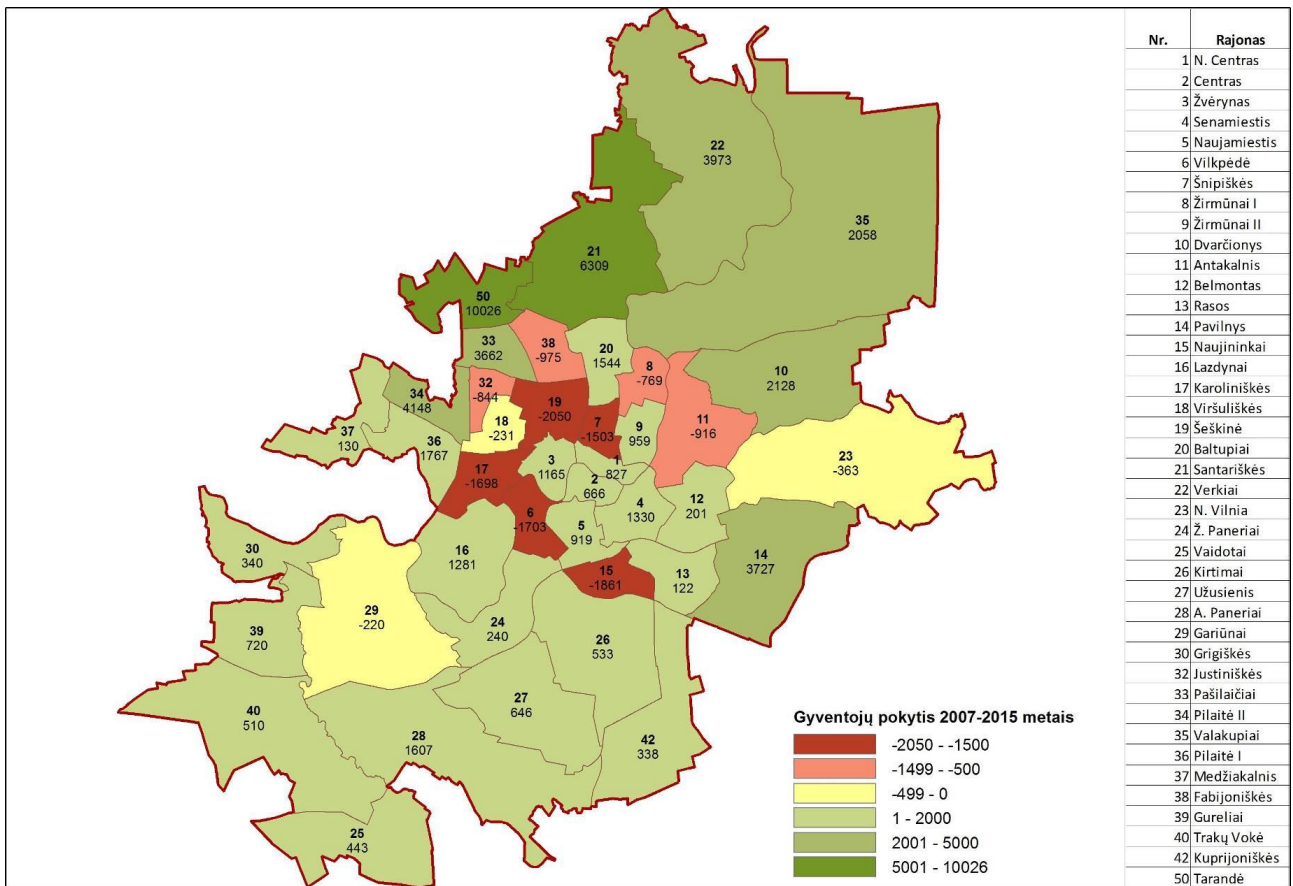 22
3973
35
2058
21
6309
50
10026
33
3662
38
-975
20
1544
8
-769
10
2128
32
-844
34
4148
19
-2050
7
-1503
11
-916
18
-231
9
959
37
130
36
1767
23
-363
3
1165
1
827
17
-1698
2
666
12
201
4
1330
6
-1703
5
919
30
340
16
1281
14
3727
15
-1861
13
122
29
-220
24
240
39
720
26
533
27
646
40
510
28
1607
42
338
25
443
Gyventojų pokytis 2007-2015 metais
-2050 - -1500
-1499 - -500
-499 - 0
1 - 2000
2001 - 5000
5001 - 10026
Nr. Rajonas
1 N. Centras
2 Centras
3 Žvėrynas
4 Senamiestis
5 Naujamiestis
6 Vilkpėdė
7 Šnipiškės
8 Žirmūnai I
9 Žirmūnai II
10 Dvarčionys
11 Antakalnis
12 Belmontas
13 Rasos
14 Pavilnys
15 Naujininkai
16 Lazdynai
17 Karoliniškės
18 Viršuliškės
19 Šeškinė
20 Baltupiai
21 Santariškės
22 Verkiai
23 N. Vilnia
24 Ž. Paneriai
25 Vaidotai
26 Kirtimai
27 Užusienis
28 A. Paneriai
29 Gariūnai
30 Grigiškės
32 Justiniškės
33 Pašilaičiai
34 Pilaitė II
35 Valakupiai
36 Pilaitė I
37 Medžiakalnis
38 Fabijoniškės
39 Gureliai
40 Trakų Vokė
42 Kuprijoniškės
50 Tarandė